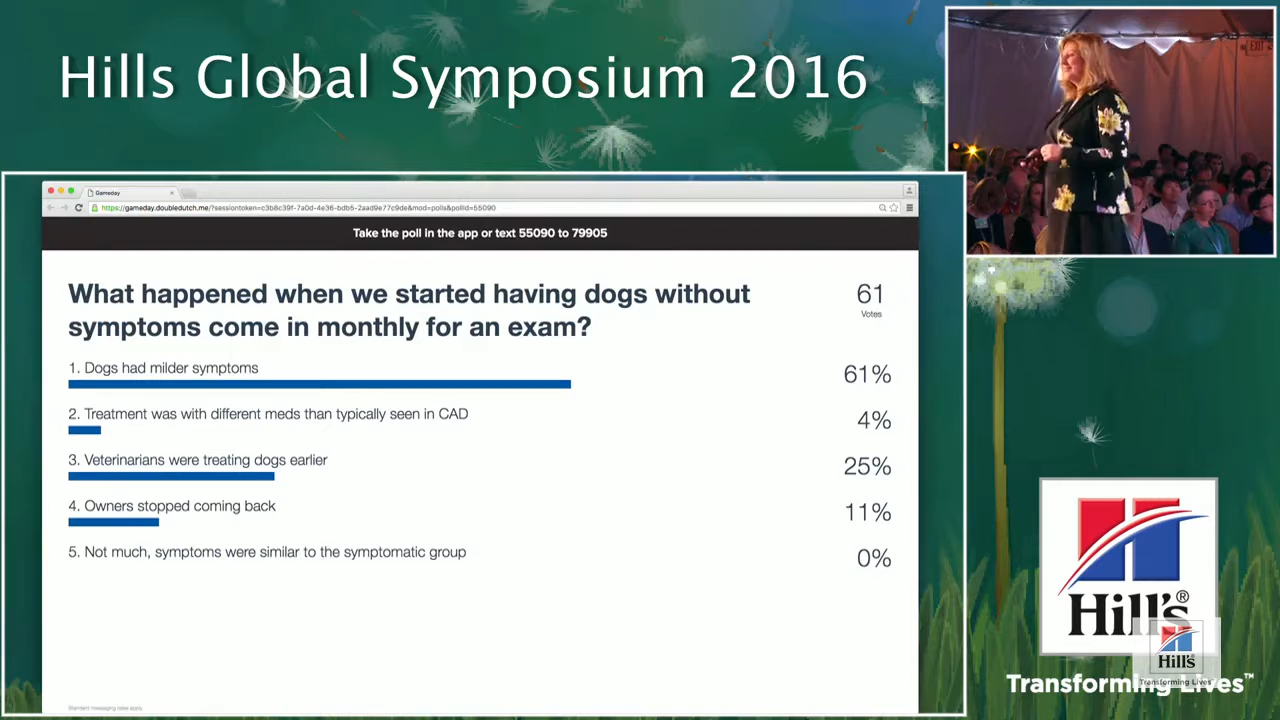 Hills Global Symposium 2016
EXIT
Gameday
https://gameday.doubledutch.me/?sessiontoken=c3b8c39f-7a0d-4e36-bdb5-2aad9e77c9de&mod=polls&pollid=55090
Take the poll in the app or text 55090 to 79905
What happened when we started having dogs without
symptoms come in monthly for an exam?
61
Votes
1. Dogs had milder symptoms
61%
2. Treatment was with different meds than typically seen in CAD
4%
3. Veterinarians were treating dogs earlier
25%
4. Owners stopped coming back
11%
5. Not much, symptoms were similar to the symptomatic group
0%
Standard messaging rates apply.
Hill's®
Hill's
Transforming Lives™
Transforming Lives™